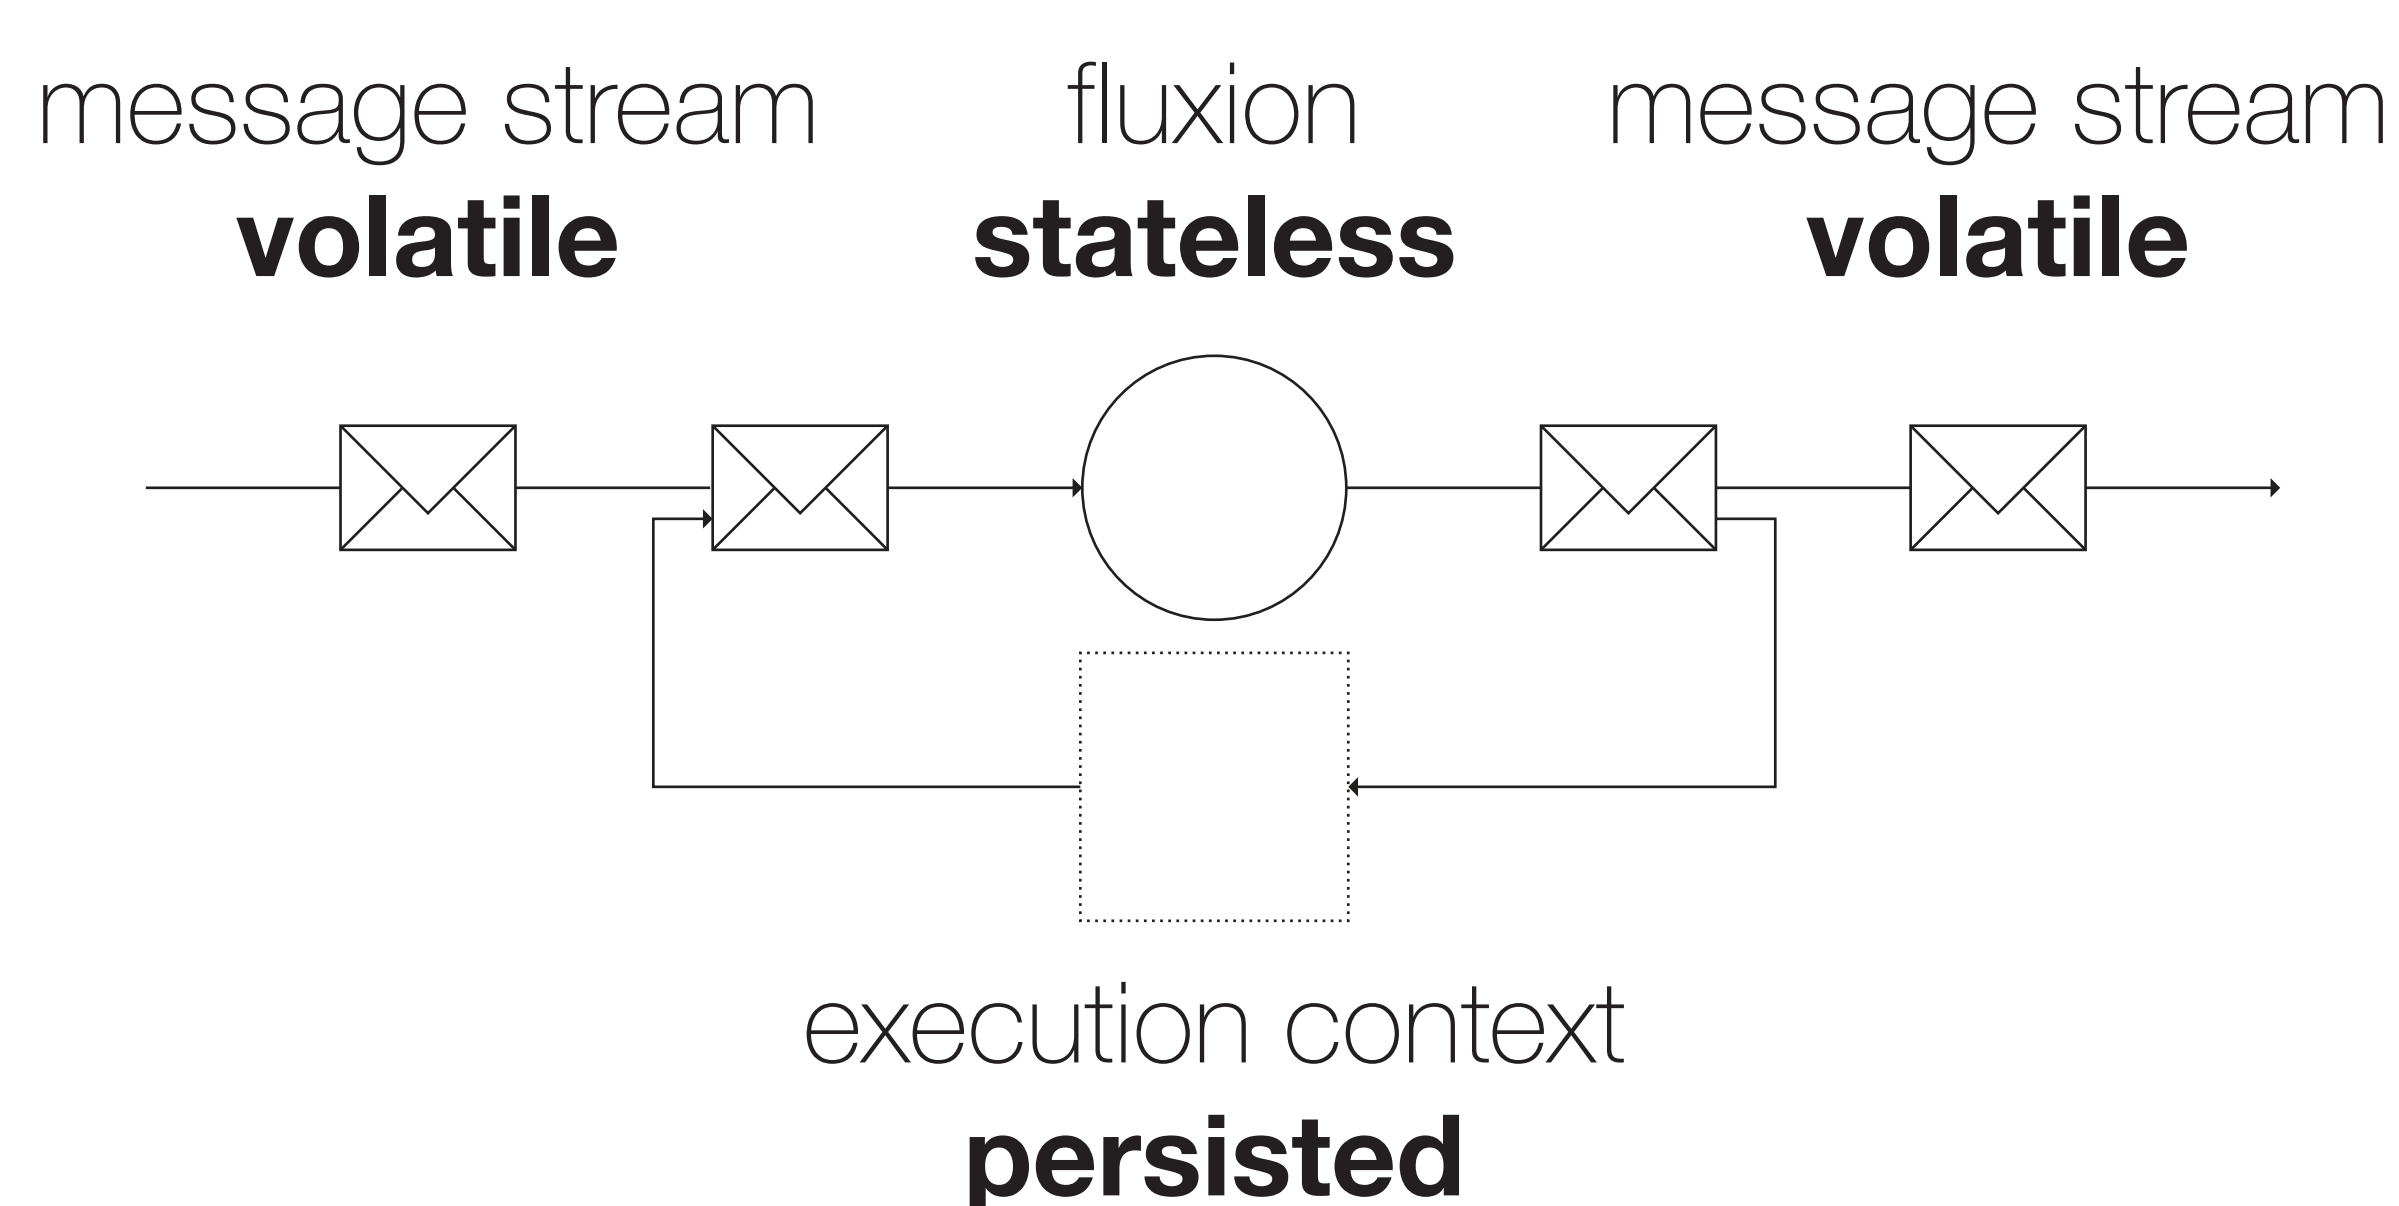 message stream
volatile
fluxion
stateless
message stream
volatile
execution context
persisted